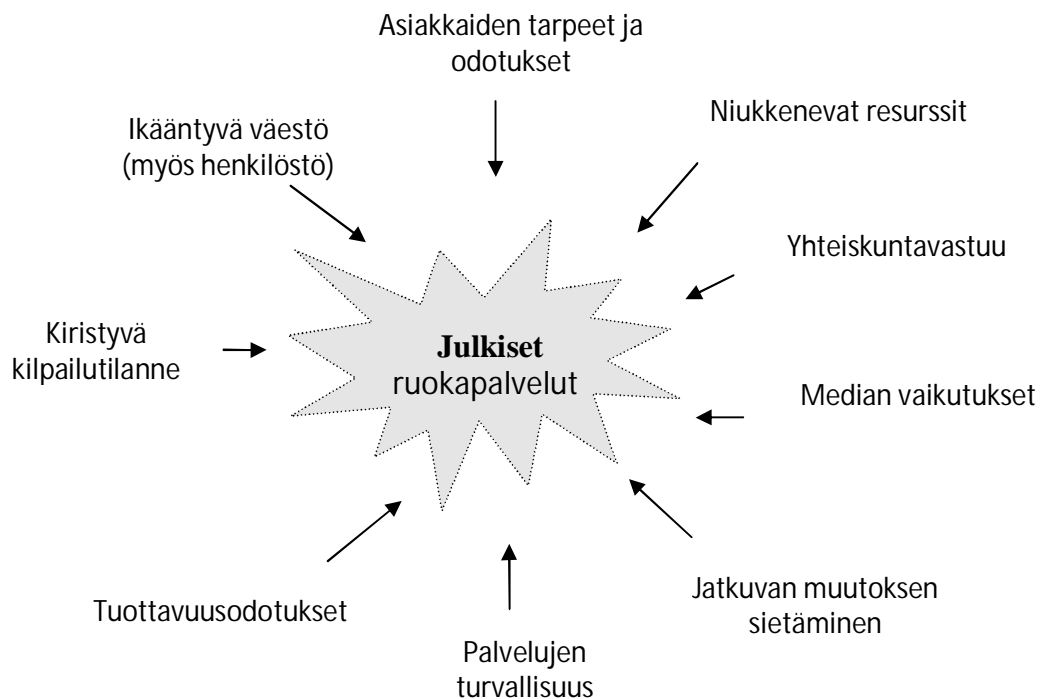 Asiakkaiden tarpeet ja
odotukset
Niukkenevat resurssit
Ikääntyvä väestö
(myös henkilöstö)
Yhteiskuntavastuu
Kiristyvä
kilpailutilanne
Julkiset
ruokapalvelut
Median vaikutukset
Tuottavuusodotukset
Jatkuvan muutoksen
sietäminen
Palvelujen
turvallisuus